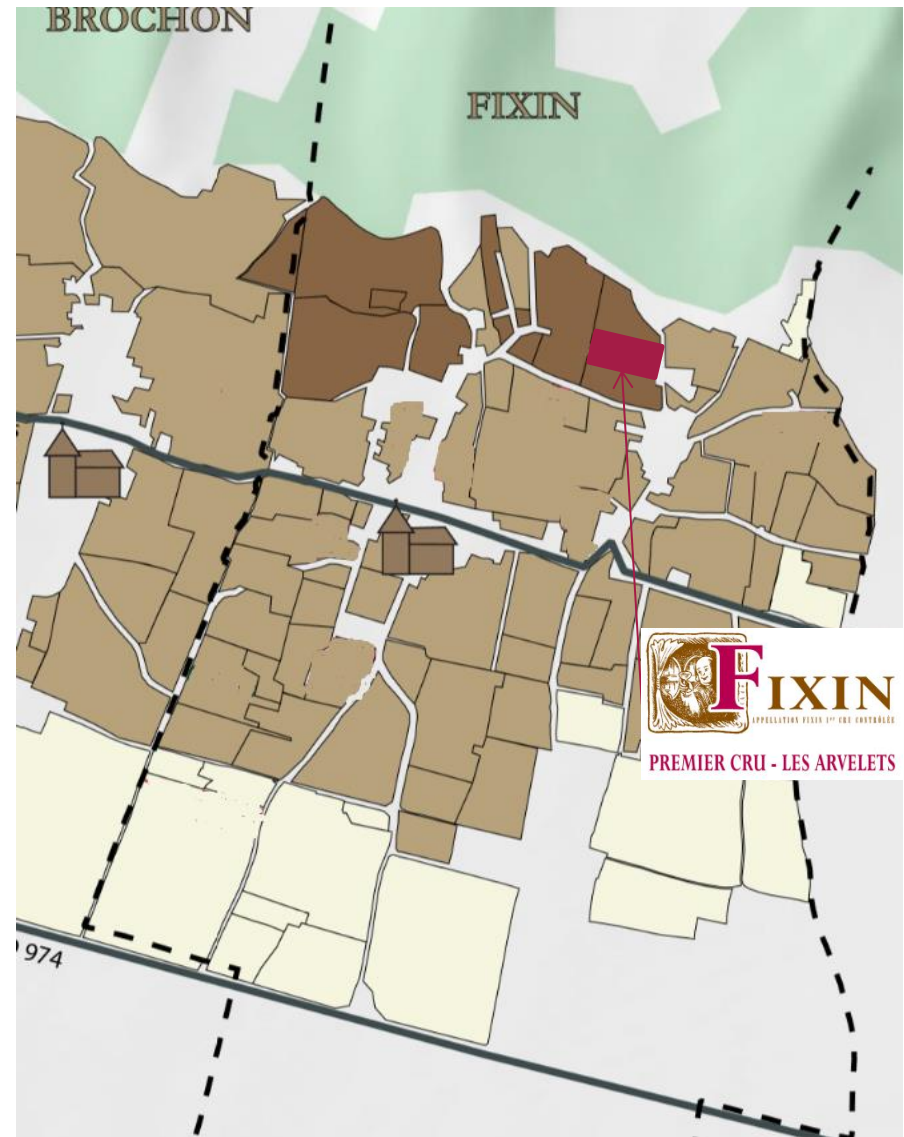 BROCHON
FIXIN
FIXIN
APPELLATION FIXIN 1ER CRU CONTRÔLÉE
PREMIER CRU - LES ARVELETS
974